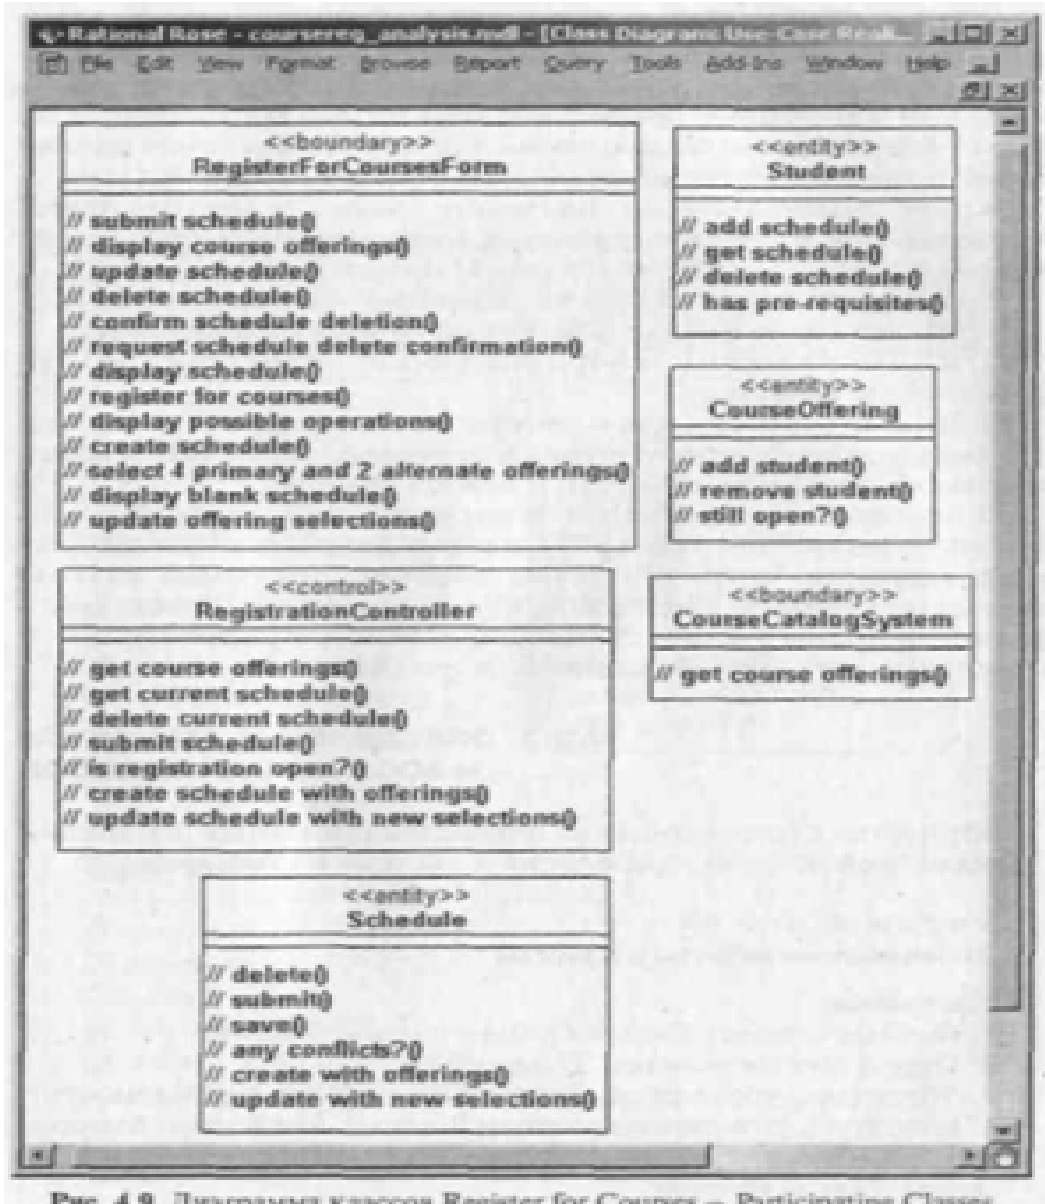 Rational Rose - coursereq_analysis.mdl - [Class Diagram: Use-Case Reali...
File Edit View Format Browse Report Query Tools Add-Ins Window Help
<<boundary>>
RegisterForCoursesForm
// submit schedule()
// display course offerings()
// update schedule()
// delete schedule()
// confirm schedule deletion()
// request schedule delete confirmation()
// display schedule()
// register for courses()
// display possible operations()
// create schedule()
// select 4 primary and 2 alternate offerings()
// display blank schedule()
// update offering selections()
<<entity>>
Student
// add schedule()
// get schedule()
// delete schedule()
// has pre-requisites()
<<entity>>
CourseOffering
// add student()
// remove student()
// still open?()
<<control>>
RegistrationController
// get course offerings()
// get current schedule()
// delete current schedule()
// submit schedule()
// is registration open?()
// create schedule with offerings()
// update schedule with new selections()
<<boundary>>
CourseCatalogSystem
// get course offerings()
<<entity>>
Schedule
// delete()
// submit()
// save()
// any conflicts?()
// create with offerings()
// update with new selections()
Рис. 4.9. Диаграмма классов Register for Courses — Participating Classe